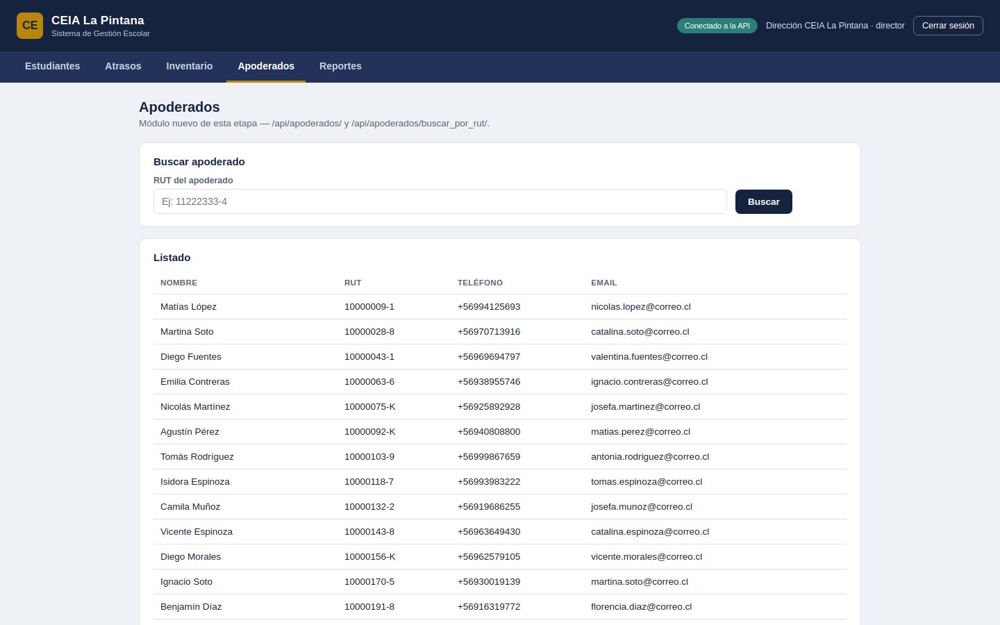 CE
CEIA La Pintana
Sistema de Gestión Escolar
Conectado a la API
Dirección CEIA La Pintana · director
Cerrar sesión
Estudiantes Atrasos Inventario Apoderados Reportes
Apoderados
Módulo nuevo de esta etapa — /api/apoderados/ y /api/apoderados/buscar_por_rut/.
Buscar apoderado
RUT del apoderado
Ej: 11222333-4
Buscar
Listado
NOMBRE RUT TELÉFONO EMAIL
Matías López 10000009-1 +56994125693 nicolas.lopez@correo.cl
Martina Soto 10000028-8 +56970713916 catalina.soto@correo.cl
Diego Fuentes 10000043-1 +56969694797 valentina.fuentes@correo.cl
Emilia Contreras 10000063-6 +56938955746 ignacio.contreras@correo.cl
Nicolás Martínez 10000075-K +56925892928 josefa.martinez@correo.cl
Agustín Pérez 10000092-K +56940808800 matias.perez@correo.cl
Tomás Rodríguez 10000103-9 +56999867659 antonia.rodriguez@correo.cl
Isidora Espinoza 10000118-7 +56993983222 tomas.espinoza@correo.cl
Camila Muñoz 10000132-2 +56919686255 josefa.munoz@correo.cl
Vicente Espinoza 10000143-8 +56963649430 catalina.espinoza@correo.cl
Diego Morales 10000156-K +56962579105 vicente.morales@correo.cl
Ignacio Soto 10000170-5 +56930019139 martina.soto@correo.cl
Benjamín Díaz 10000191-8 +56916319772 florencia.diaz@correo.cl